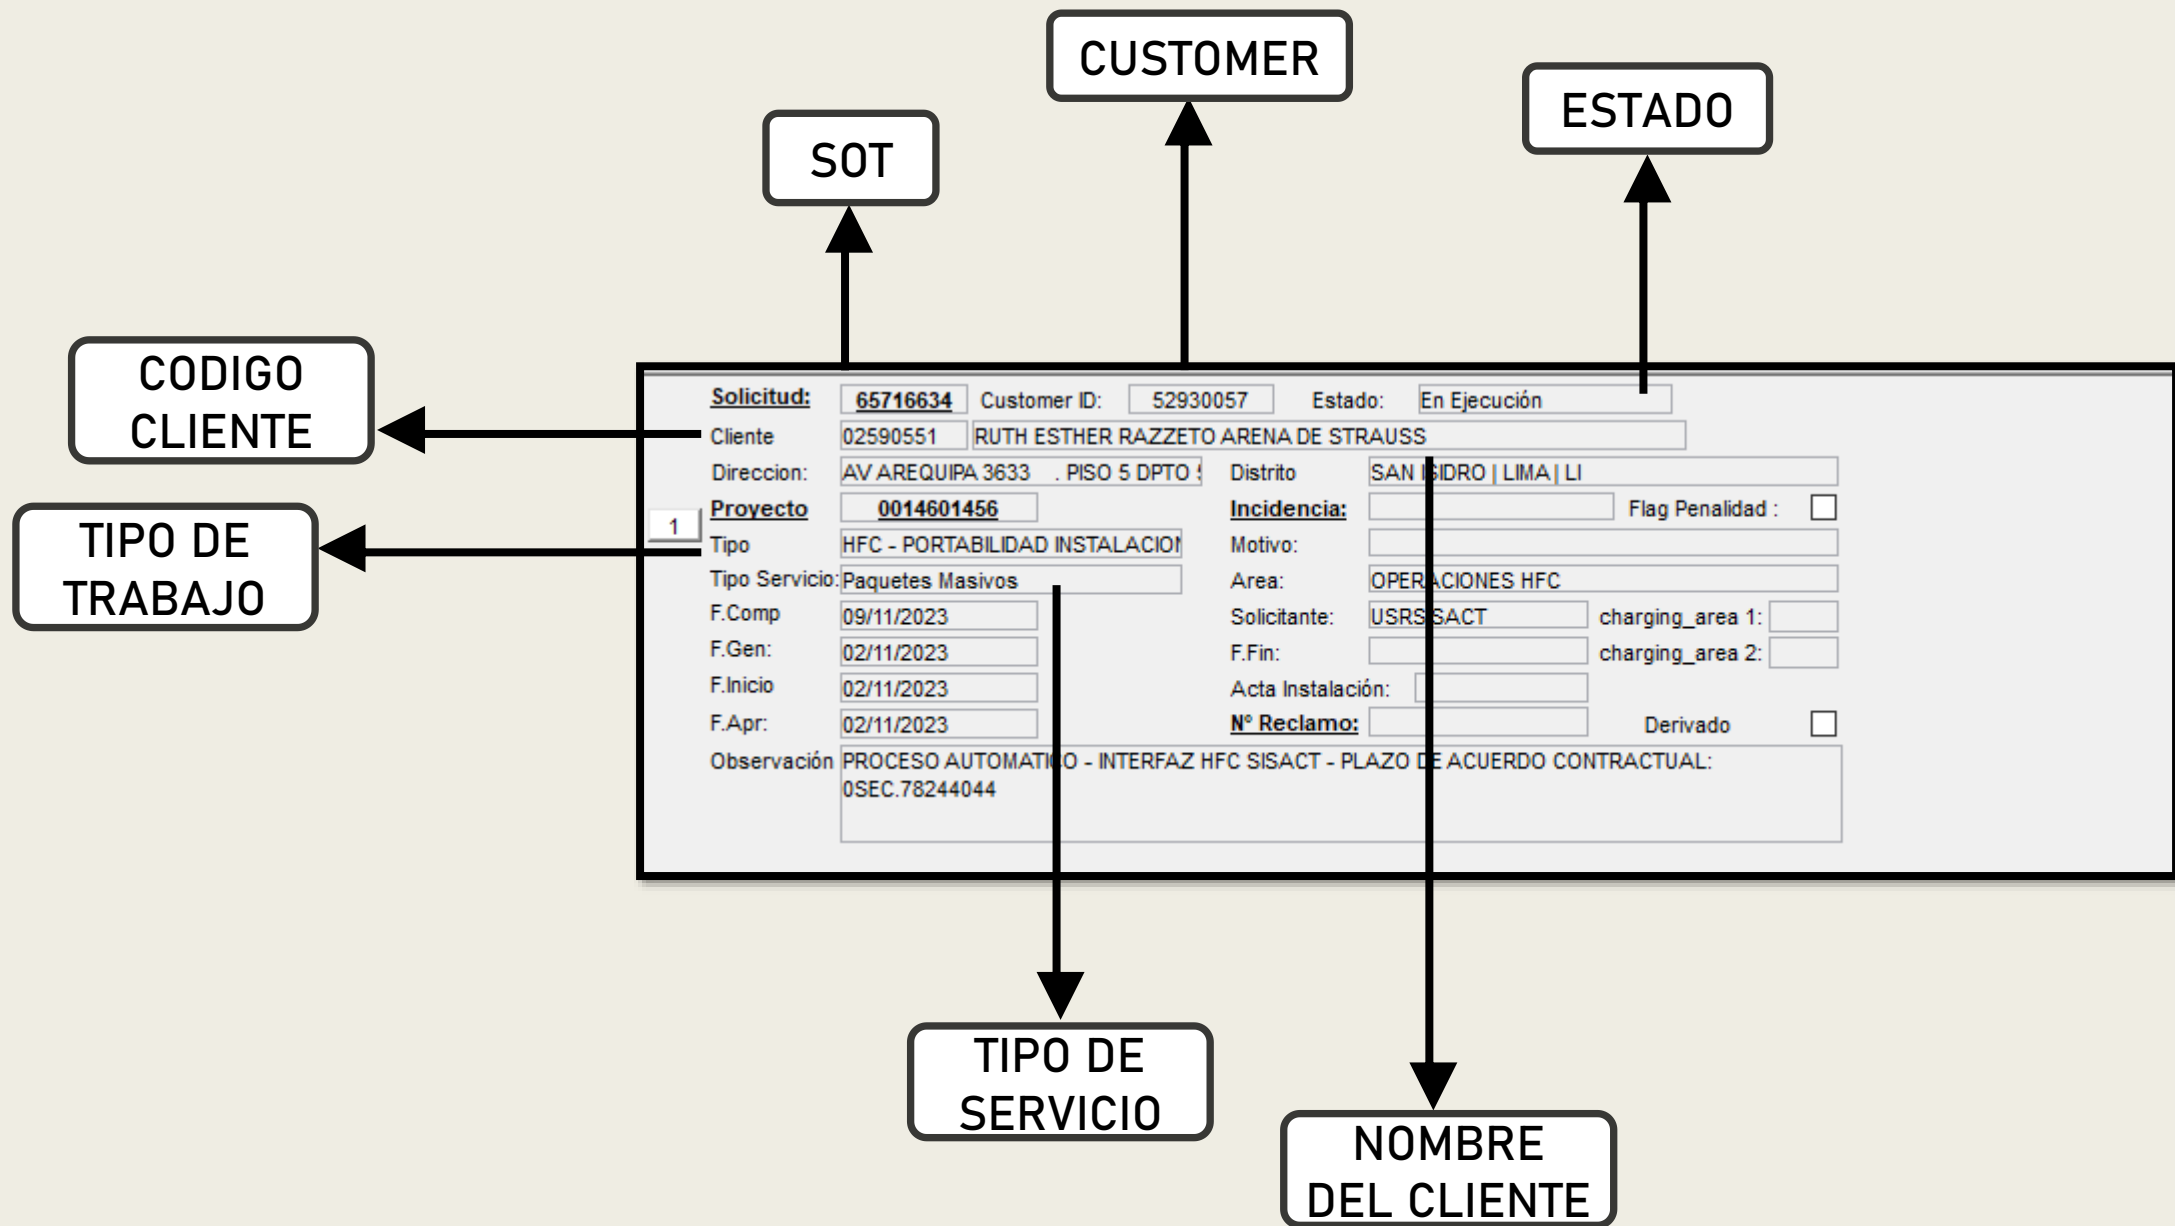 CUSTOMER
ESTADO
SOT
CODIGO
CLIENTE
TIPO DE
TRABAJO
Solicitud: 65716634 Customer ID: 52930057 Estado: En Ejecución
Cliente 02590551 RUTH ESTHER RAZZETO ARENA DE STRAUSS
Direccion: AV AREQUIPA 3633 . PISO 5 DPTO Distrito SAN ISIDRO | LIMA | LI
Proyecto 0014601456 Incidencia: Flag Penalidad :
1
Tipo HFC - PORTABILIDAD INSTALACION Motivo:
Tipo Servicio: Paquetes Masivos Area: OPERACIONES HFC
F.Comp 09/11/2023 Solicitante: USRSISACT charging_area 1:
F.Gen: 02/11/2023 F.Fin: charging_area 2:
F.Inicio 02/11/2023 Acta Instalación:
F.Apr: 02/11/2023 Nº Reclamo: Derivado
Observación PROCESO AUTOMATICO - INTERFAZ HFC SISACT - PLAZO DE ACUERDO CONTRACTUAL:
0SEC.78244044
TIPO DE
SERVICIO
NOMBRE
DEL CLIENTE